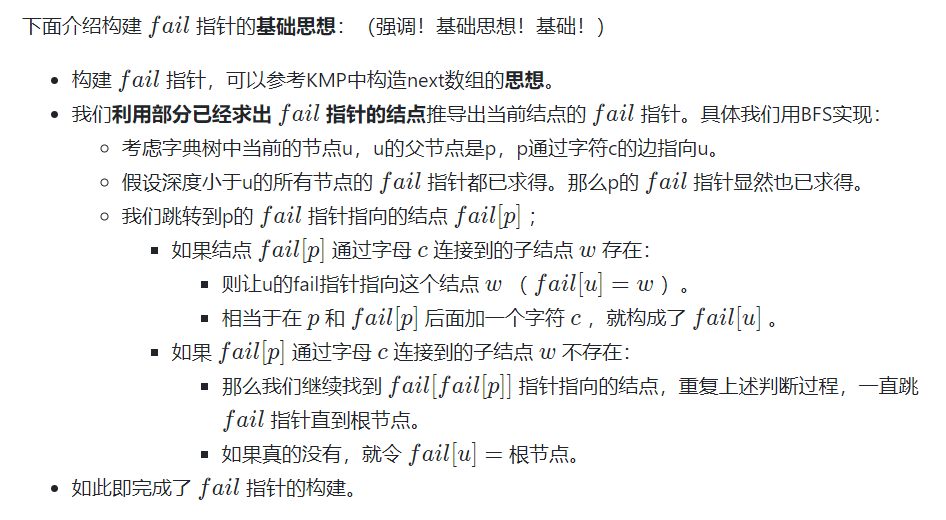 下面介绍构建 fail 指针的基础思想：（强调！基础思想！基础！）
构建 fail 指针，可以参考KMP中构造next数组的思想。
我们利用部分已经求出 fail 指针的结点推导出当前结点的 fail 指针。具体我们用BFS实现：
考虑字典树中当前的节点u，u的父节点是p，p通过字符c的边指向u。
假设深度小于u的所有节点的 fail 指针都已求得。那么p的 fail 指针显然也已求得。
我们跳转到p的 fail 指针指向的结点 fail[p]；
如果结点 fail[p] 通过字母 c 连接到的子结点 w 存在：
则让u的fail指针指向这个结点 w （ fail[u] = w ）。
相当于在 p 和 fail[p] 后面加一个字符 c ，就构成了 fail[u] 。
如果 fail[p] 通过字母 c 连接到的子结点 w 不存在：
那么我们继续找到 fail[fail[p]] 指针指向的结点，重复上述判断过程，一直跳
fail 指针直到根节点。
如果真的没有，就令 fail[u] = 根节点。
如此即完成了 fail 指针的构建。